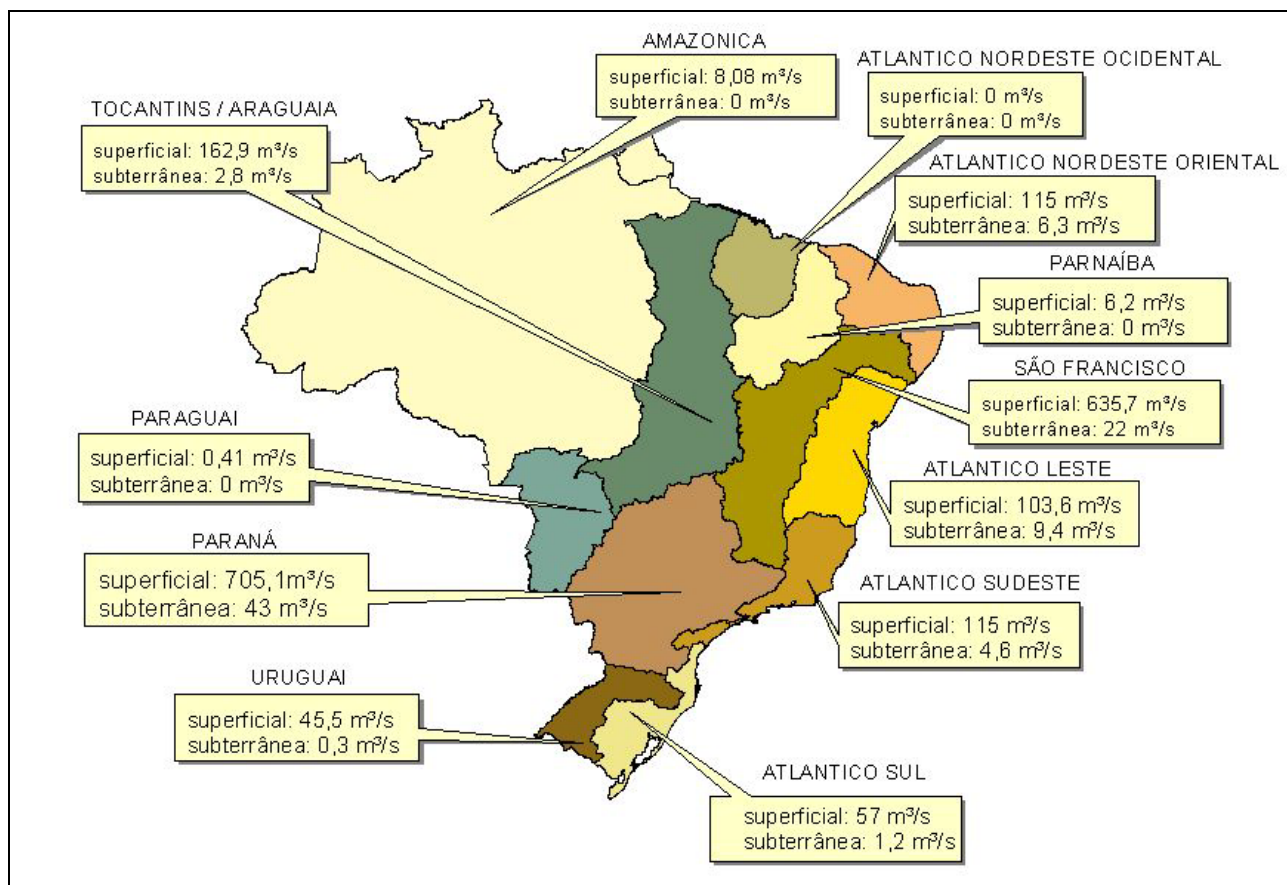 AMAZONICA
superficial: 8,08 m³/s
subterrânea: 0 m³/s
ATLANTICO NORDESTE OCIDENTAL
superficial: 0 m³/s
subterrânea: 0 m³/s
TOCANTINS / ARAGUAIA
superficial: 162,9 m³/s
subterrânea: 2,8 m³/s
ATLANTICO NORDESTE ORIENTAL
superficial: 115 m³/s
subterrânea: 6,3 m³/s
PARNAÍBA
superficial: 6,2 m³/s
subterrânea: 0 m³/s
SÃO FRANCISCO
superficial: 635,7 m³/s
subterrânea: 22 m³/s
PARAGUAI
superficial: 0,41 m³/s
subterrânea: 0 m³/s
ATLANTICO LESTE
superficial: 103,6 m³/s
subterrânea: 9,4 m³/s
PARANÁ
superficial: 705,1m³/s
subterrânea: 43 m³/s
ATLANTICO SUDESTE
superficial: 115 m³/s
subterrânea: 4,6 m³/s
URUGUAI
superficial: 45,5 m³/s
subterrânea: 0,3 m³/s
ATLANTICO SUL
superficial: 57 m³/s
subterrânea: 1,2 m³/s